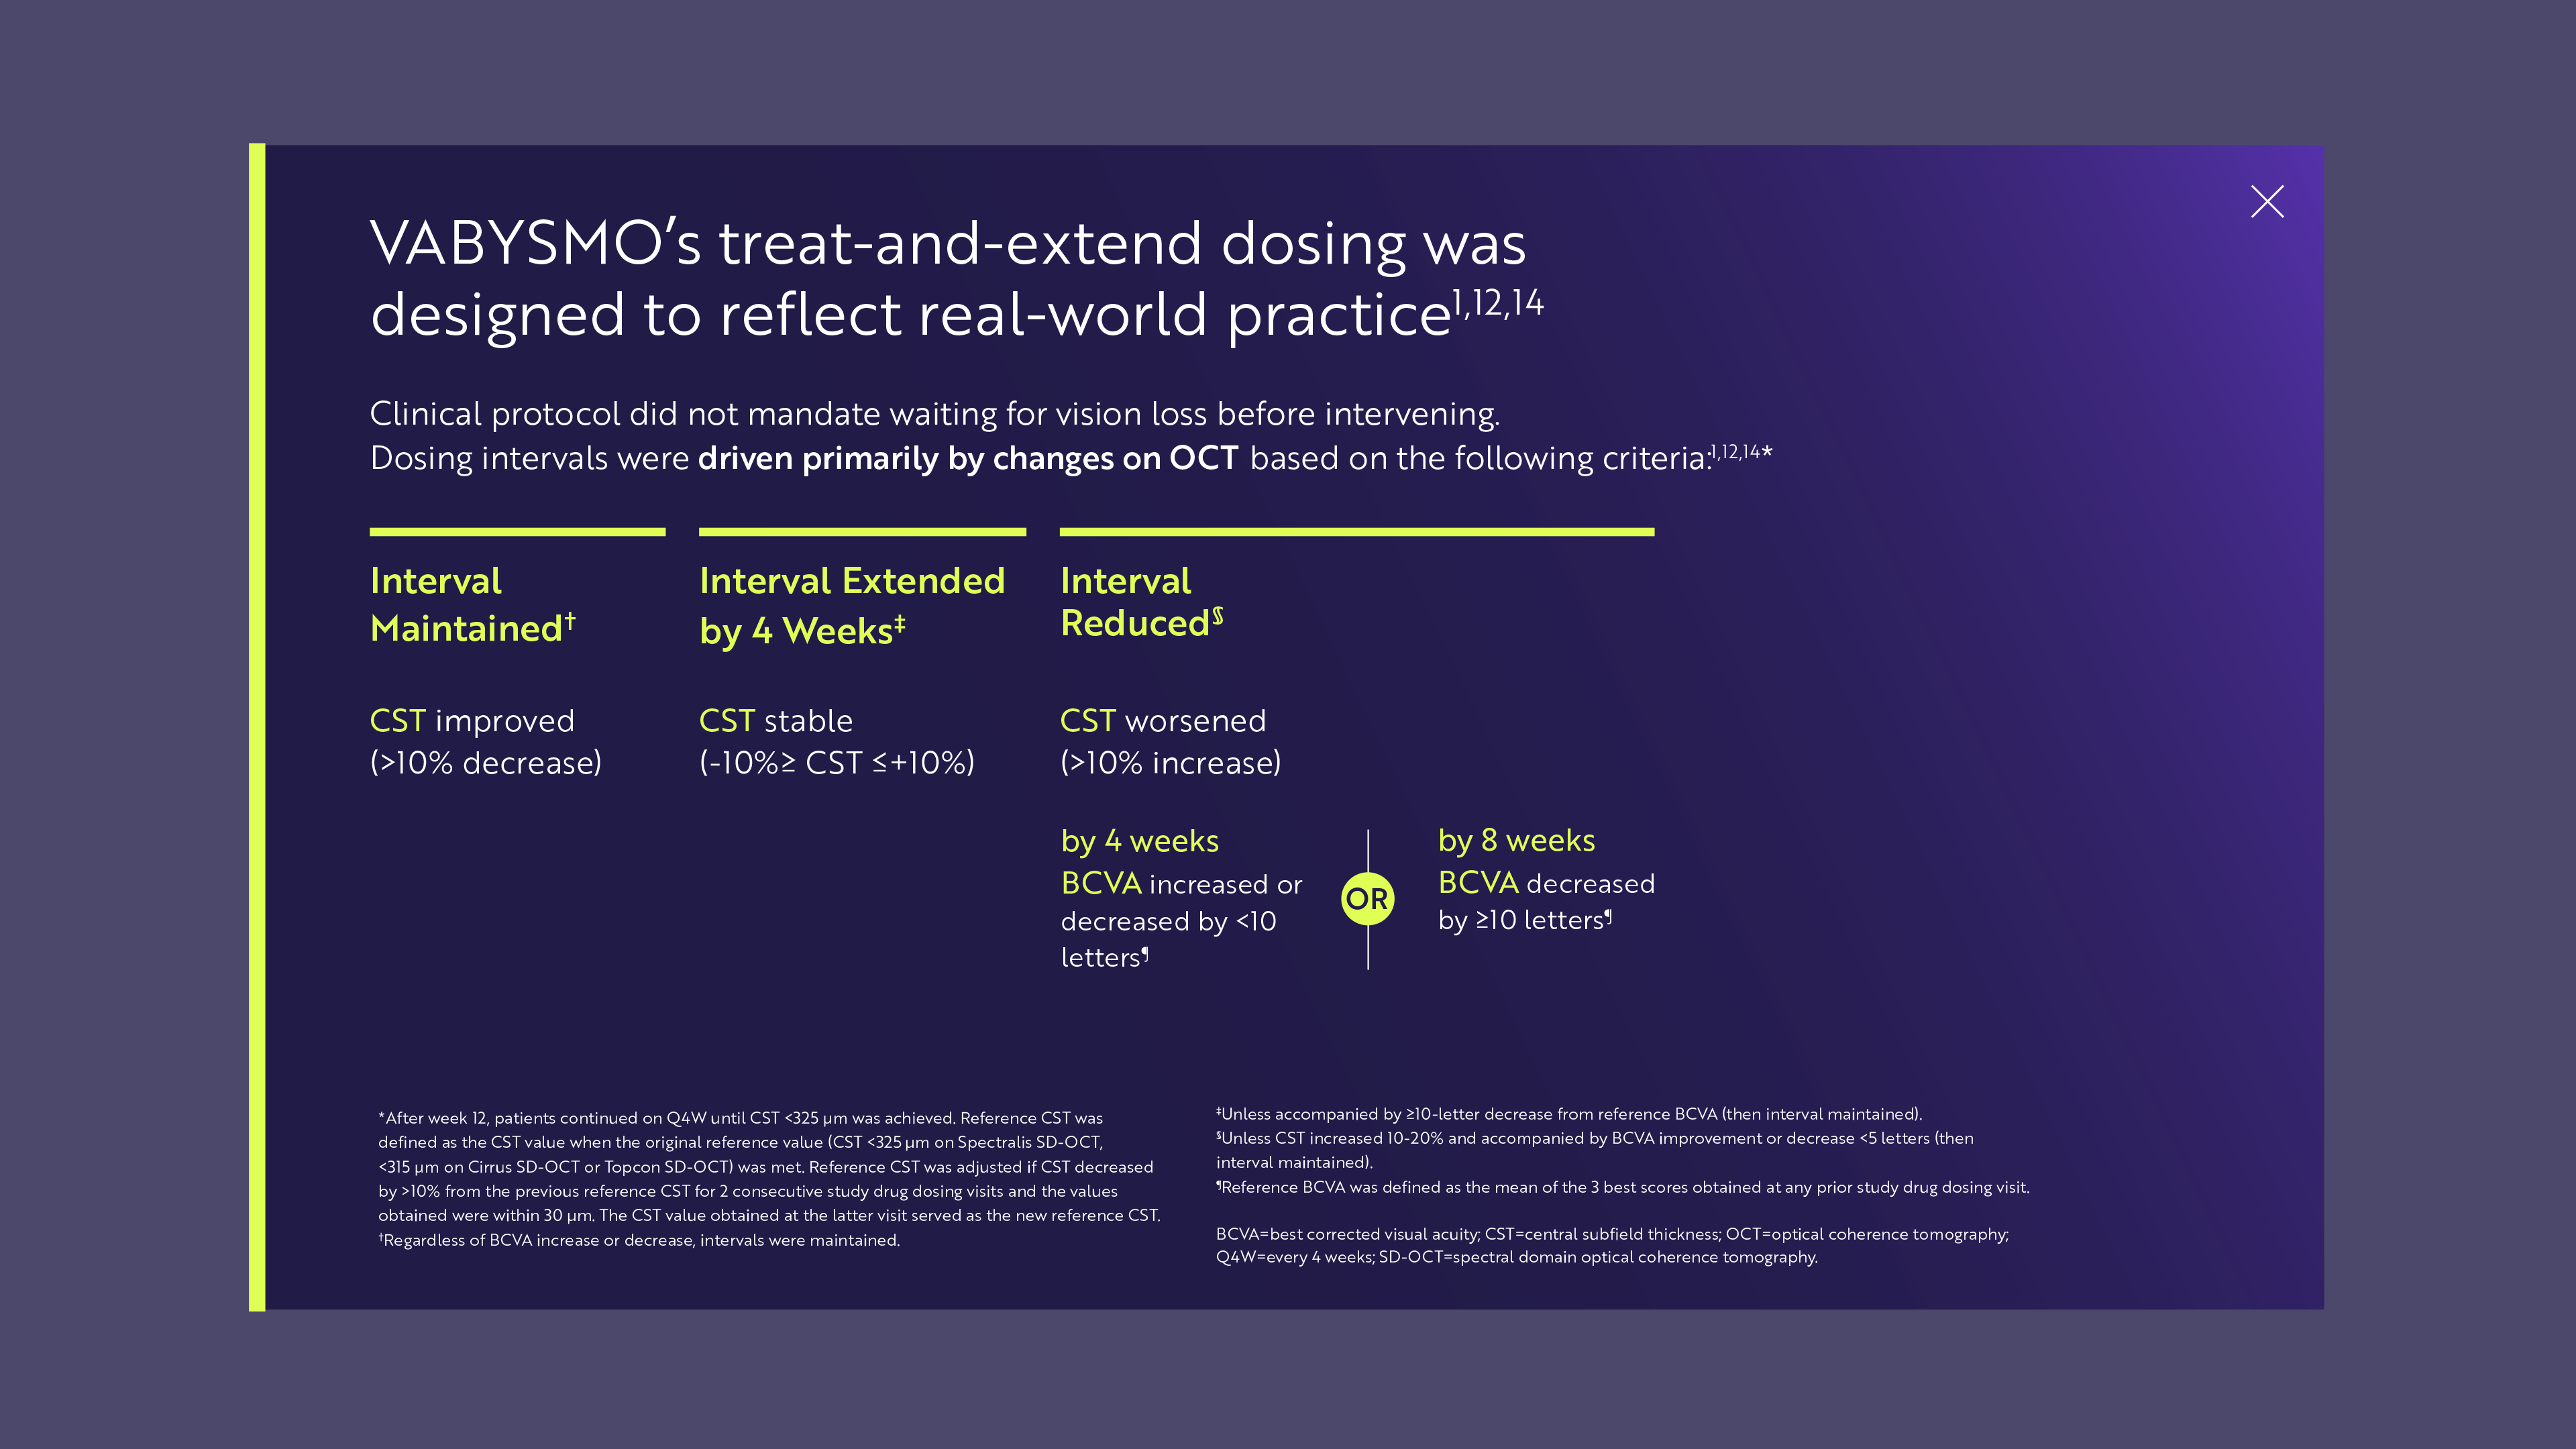 VABYSMO’s treat-and-extend dosing was
designed to reflect real-world practice1,12,14
Clinical protocol did not mandate waiting for vision loss before intervening.
Dosing intervals were driven primarily by changes on OCT based on the following criteria:1,12,14*
Interval
Maintained†
CST improved
(>10% decrease)
Interval Extended
by 4 Weeks‡
CST stable
(-10%≥ CST ≤+10%)
Interval
Reduced§
CST worsened
(>10% increase)
by 4 weeks
BCVA increased or
decreased by <10
letters¶
OR
by 8 weeks
BCVA decreased
by ≥10 letters¶
*After week 12, patients continued on Q4W until CST <325 µm was achieved. Reference CST was
defined as the CST value when the original reference value (CST <325 µm on Spectralis SD-OCT,
<315 µm on Cirrus SD-OCT or Topcon SD-OCT) was met. Reference CST was adjusted if CST decreased
by >10% from the previous reference CST for 2 consecutive study drug dosing visits and the values
obtained were within 30 µm. The CST value obtained at the latter visit served as the new reference CST.
†Regardless of BCVA increase or decrease, intervals were maintained.
‡Unless accompanied by ≥10-letter decrease from reference BCVA (then interval maintained).
§Unless CST increased 10-20% and accompanied by BCVA improvement or decrease <5 letters (then
interval maintained).
¶Reference BCVA was defined as the mean of the 3 best scores obtained at any prior study drug dosing visit.
BCVA=best corrected visual acuity; CST=central subfield thickness; OCT=optical coherence tomography;
Q4W=every 4 weeks; SD-OCT=spectral domain optical coherence tomography.